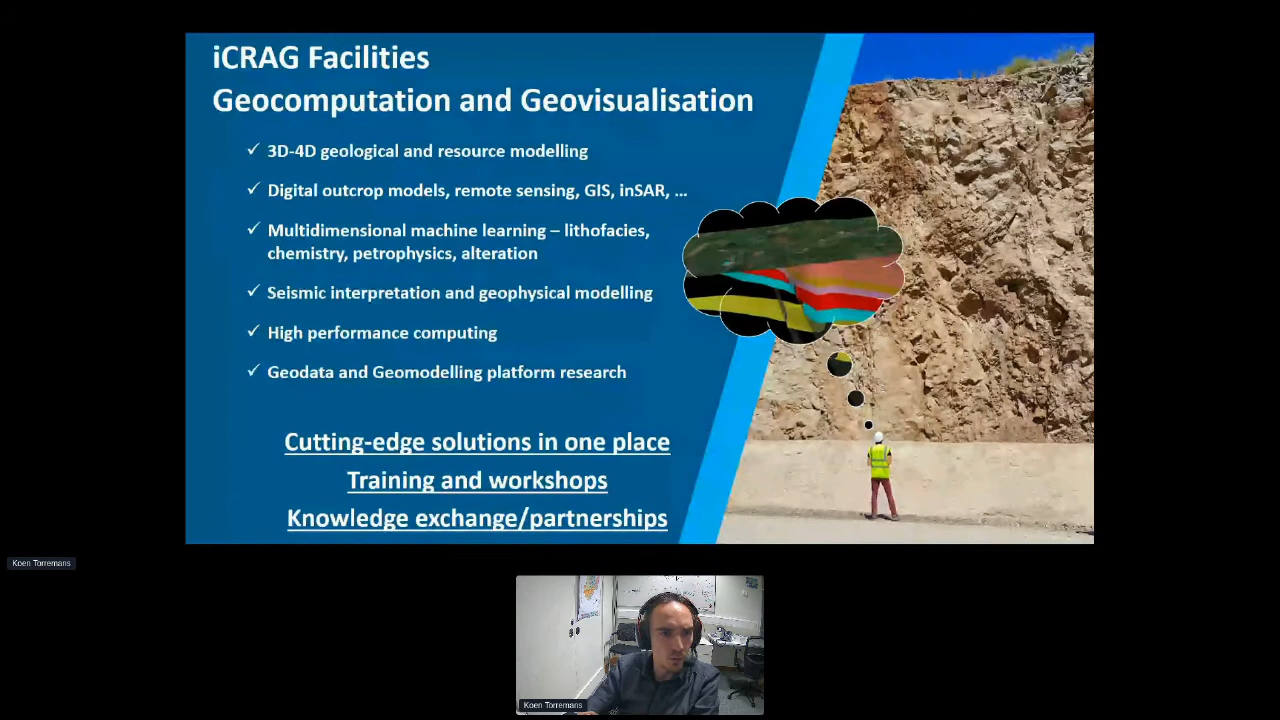 iCRAG Facilities
Geocomputation and Geovisualisation
✓ 3D-4D geological and resource modelling
✓ Digital outcrop models, remote sensing, GIS, inSAR, ...
✓ Multidimensional machine learning – lithofacies,
chemistry, petrophysics, alteration
✓ Seismic interpretation and geophysical modelling
✓ High performance computing
✓ Geodata and Geomodelling platform research
Cutting-edge solutions in one place
Training and workshops
Knowledge exchange/partnerships
Koen Torremans
Koen Torremans